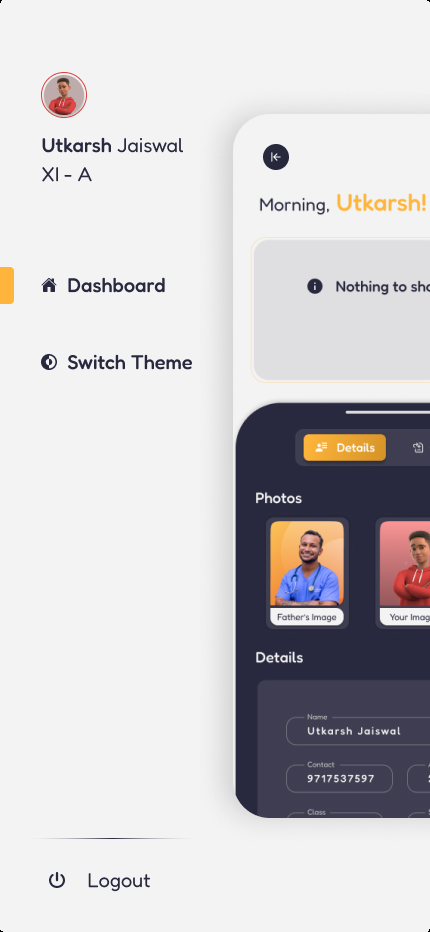 Utkarsh Jaiswal
XI - A
Dashboard
Switch Theme
Logout
Morning, Utkarsh!
Nothing to sho
Details
Photos
Father's Image
Your Imag
Details
Name
Utkarsh Jaiswal
Contact
9717537597
Class